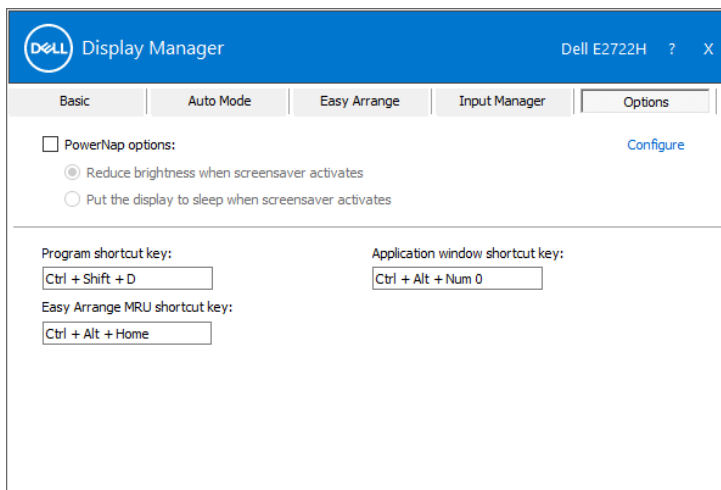 DELL Display Manager Dell E2722H ? X
Basic Auto Mode Easy Arrange Input Manager Options
PowerNap options: Configure
Reduce brightness when screensaver activates
Put the display to sleep when screensaver activates
Program shortcut key: Application window shortcut key:
Ctrl + Shift + D Ctrl + Alt + Num 0
Easy Arrange MRU shortcut key:
Ctrl + Alt + Home